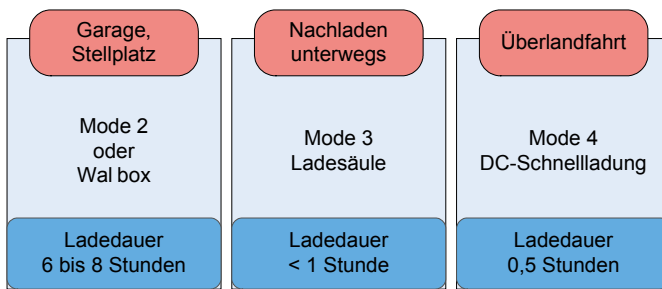 Garage,
Stellplatz
Mode 2
oder
Wal box
Ladedauer
6 bis 8 Stunden
Nachladen
unterwegs
Mode 3
Ladesäule
Ladedauer
< 1 Stunde
Überlandfahrt
Mode 4
DC-Schnellladung
Ladedauer
0,5 Stunden